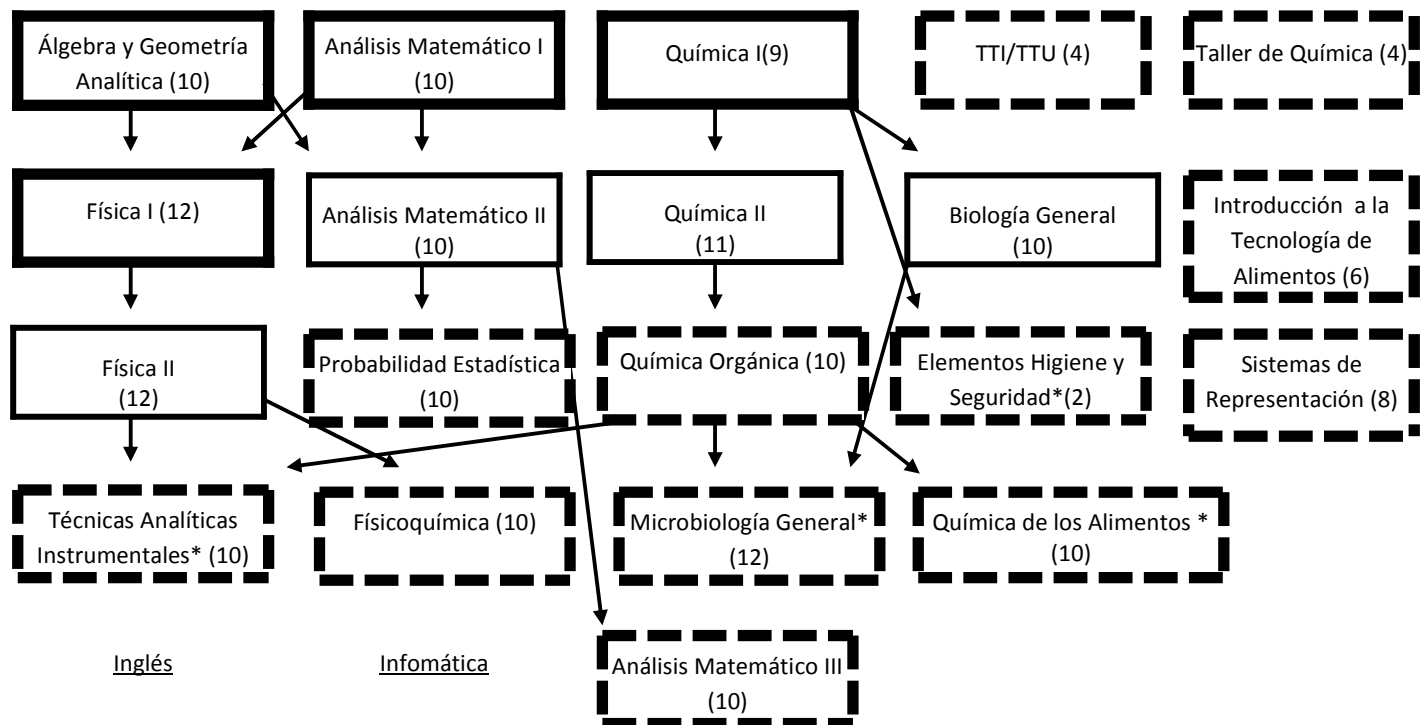 Álgebra y Geometría
Analítica (10)
Análisis Matemático I
(10)
Química I(9)
TTI/TTU (4)
Taller de Química (4)
Física I (12)
Análisis Matemático II
(10)
Química II
(11)
Biología General
(10)
Introducción a la
Tecnología de
Alimentos (6)
Física II
(12)
Probabilidad Estadística
(10)
Química Orgánica (10)
Elementos Higiene y
Seguridad*(2)
Sistemas de
Representación (8)
Técnicas Analíticas
Instrumentales* (10)
Físicoquímica (10)
Microbiología General*
(12)
Química de los Alimentos *
(10)
Inglés
Infomática
Análisis Matemático III
(10)